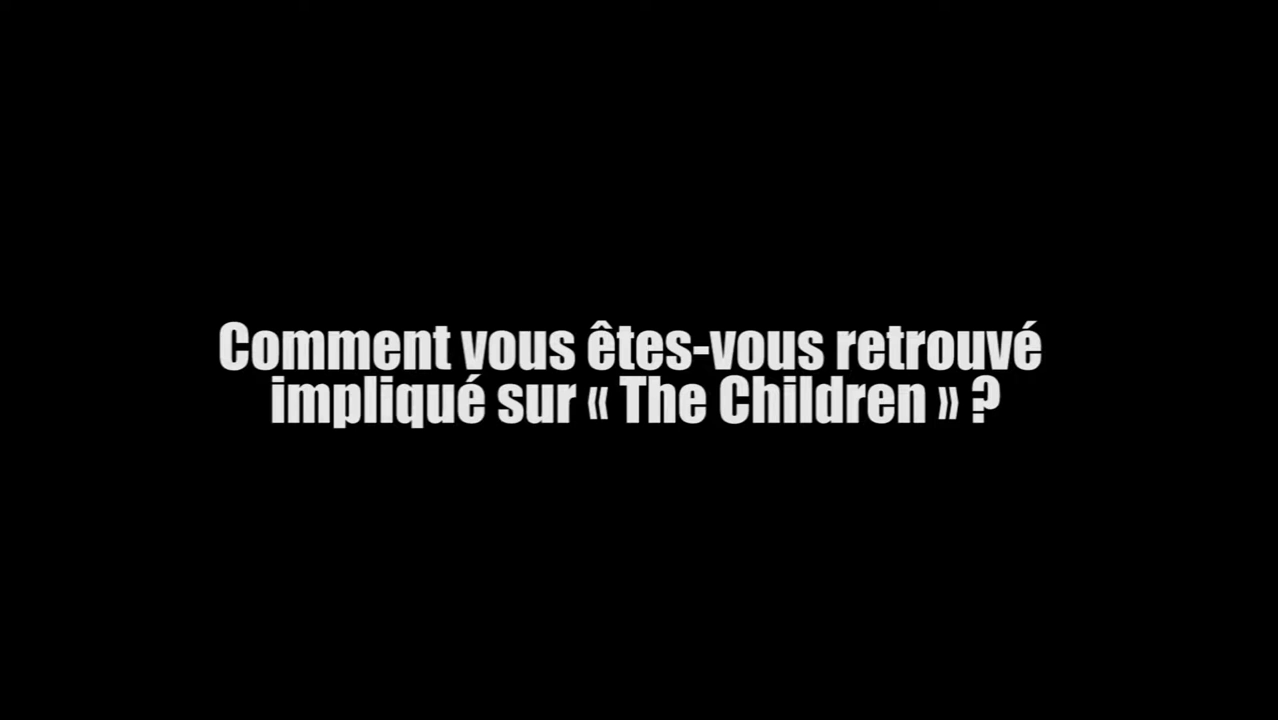 Comment vous êtes-vous retrouvé
impliqué sur « The Children » ?